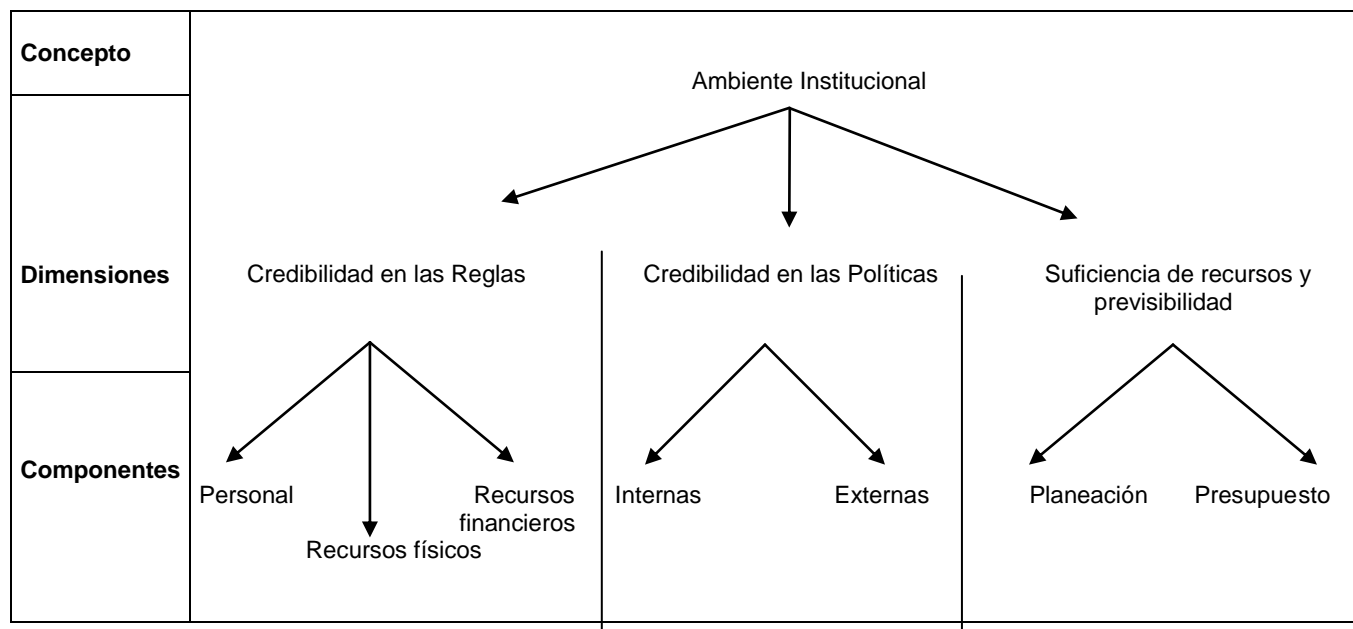 Concepto
Ambiente Institucional
Dimensiones
Credibilidad en las Reglas
Credibilidad en las Políticas
Suficiencia de recursos y
previsibilidad
Componentes
Personal
Recursos físicos
Recursos
financieros
Internas
Externas
Planeación
Presupuesto